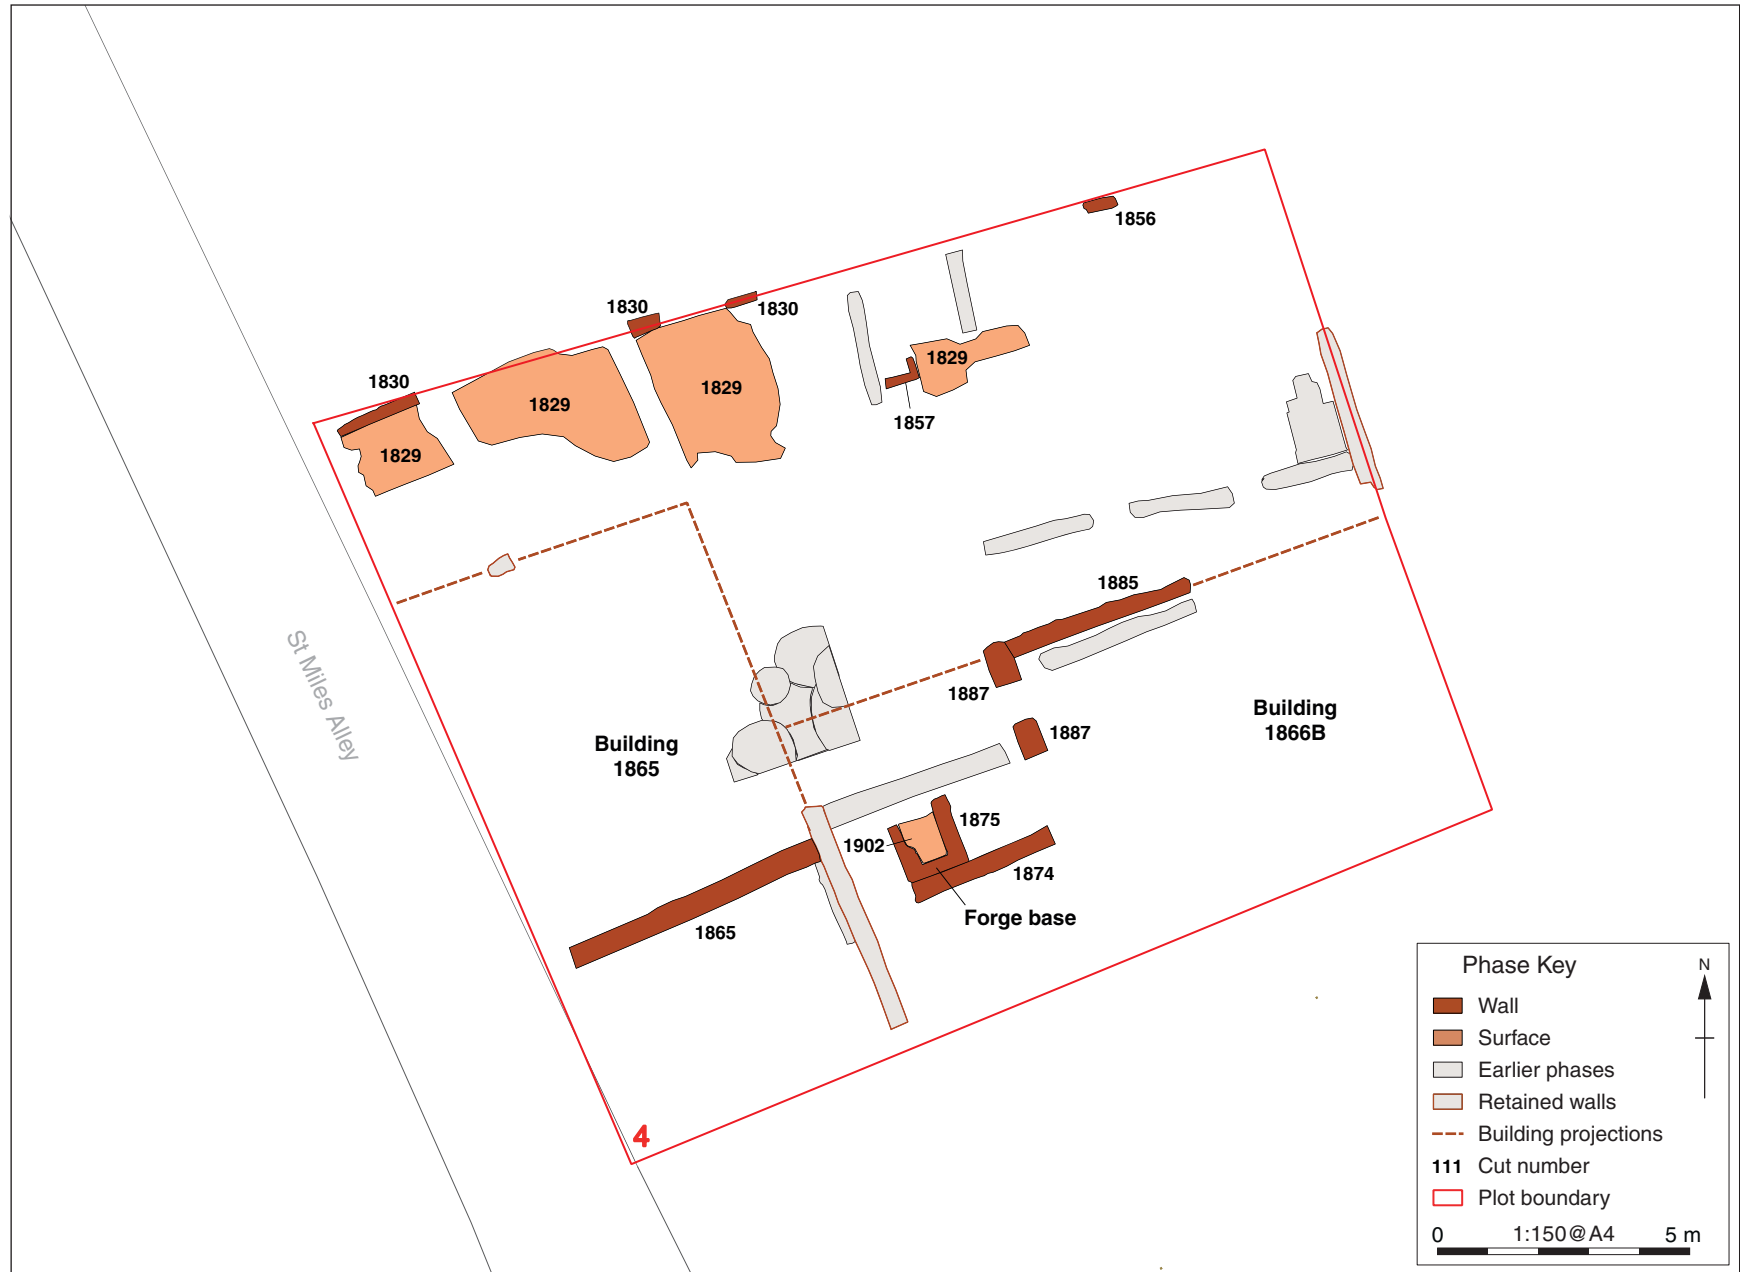 1856
1830
1830
1830
1829
1829
1829
1829
1857
1885
1887
1887
St Miles Alley
Building
1865
Building
1866B
1875
1902
1874
Forge base
1865
4
Phase Key
N
Wall
Surface
Earlier phases
Retained walls
Building projections
111 Cut number
Plot boundary
0 1:150@A4 5 m